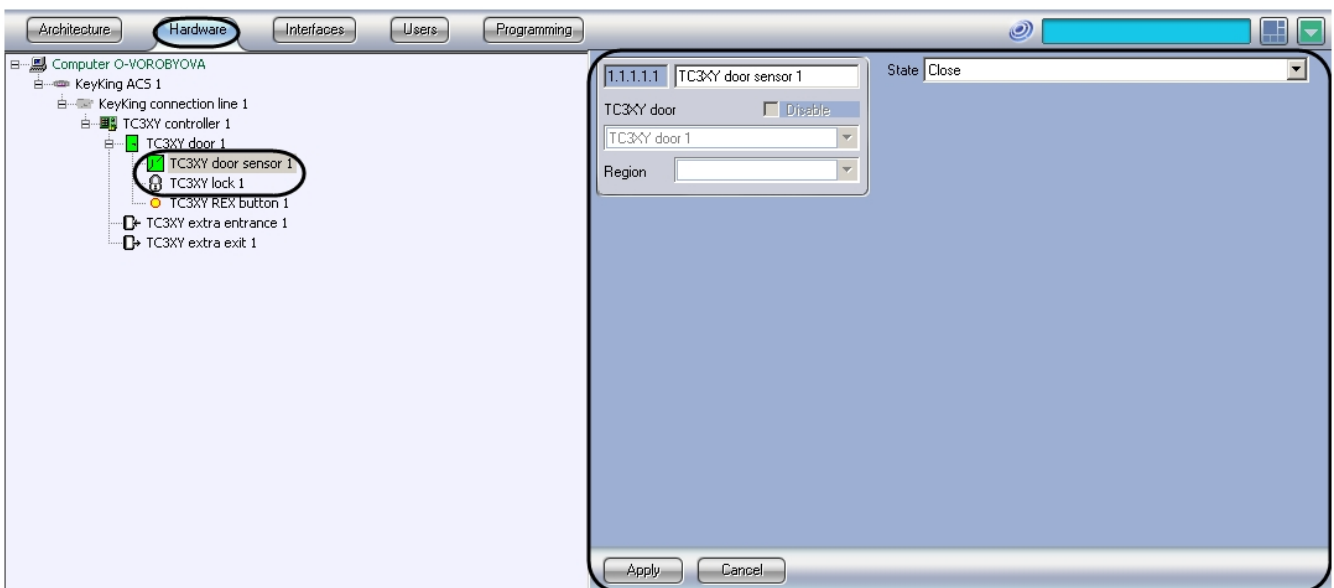 Architecture Hardware Interfaces Users Programming
Computer O-VOROBYOVA
KeyKing ACS 1
KeyKing connection line 1
TC3XY controller 1
TC3XY door 1
TC3XY door sensor 1
TC3XY lock 1
TC3XY REX button 1
TC3XY extra entrance 1
TC3XY extra exit 1
1.1.1.1.1 TC3XY door sensor 1
TC3XY door Disable
TC3XY door 1
Region
State Close
Apply Cancel